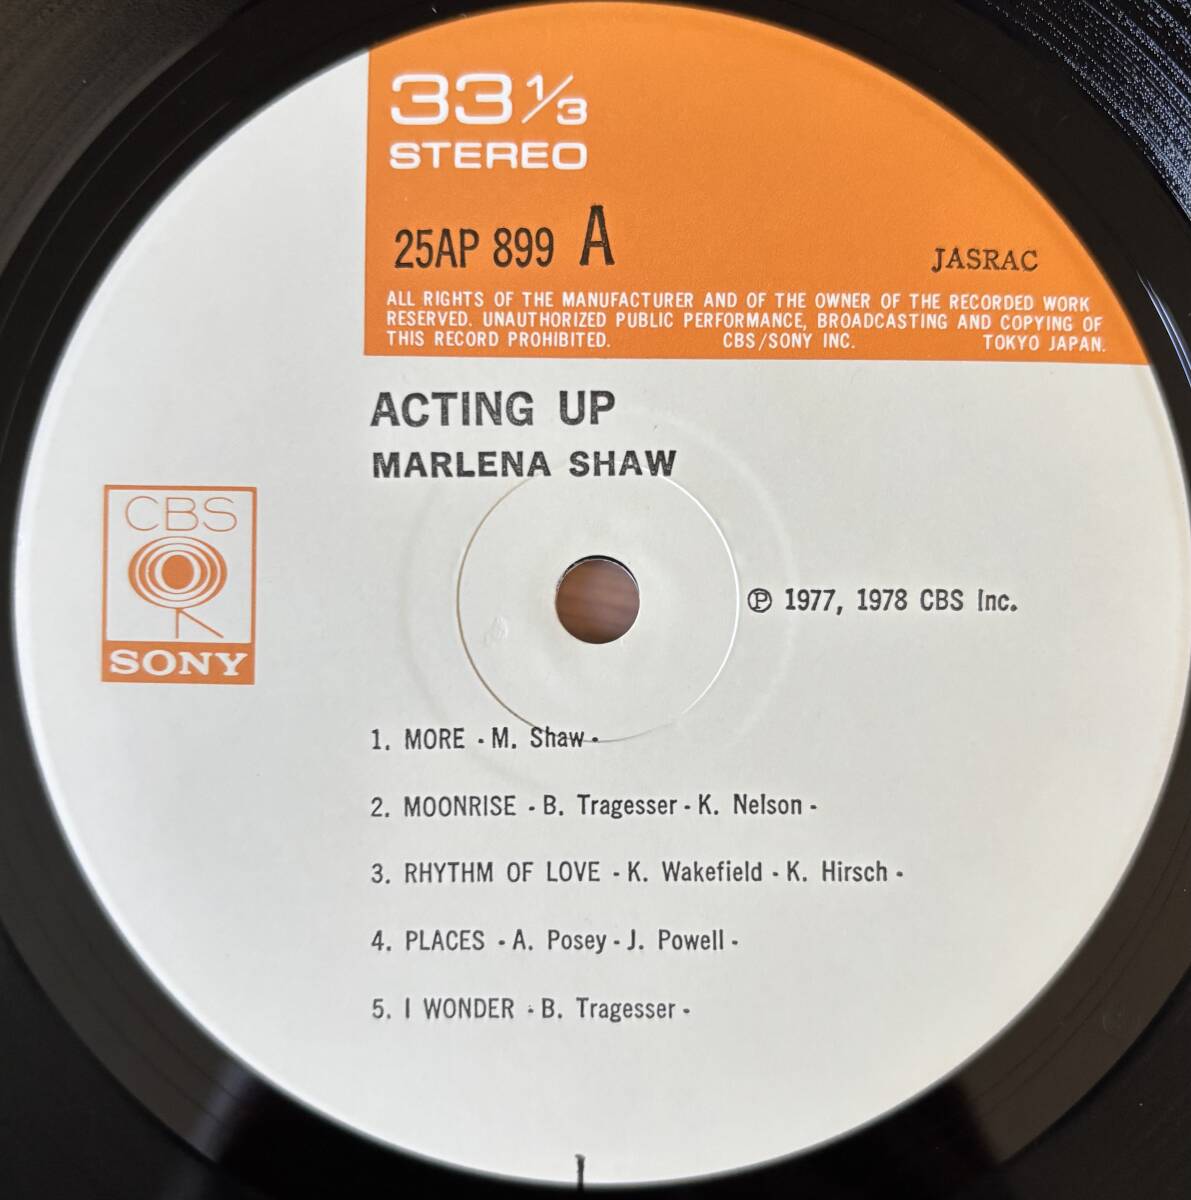 33 1/3
STEREO
25AP 899 A
JASRAC
ALL RIGHTS OF THE MANUFACTURER AND OF THE OWNER OF THE RECORDED WORK
RESERVED. UNAUTHORIZED PUBLIC PERFORMANCE, BROADCASTING AND COPYING OF
THIS RECORD PROHIBITED. CBS/SONY INC. TOKYO JAPAN.
ACTING UP
MARLENA SHAW
CBS
SONY
℗ 1977, 1978 CBS Inc.
1. MORE - M. Shaw -
2. MOONRISE - B. Tragesser - K. Nelson -
3. RHYTHM OF LOVE - K. Wakefield - K. Hirsch -
4. PLACES - A. Posey - J. Powell -
5. I WONDER - B. Tragesser -